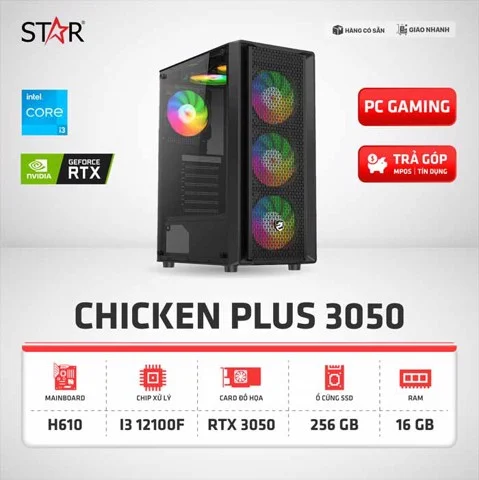 STAR
HÀNG CÓ SẴN
GIAO NHANH
intel
CORE
i3
NVIDIA
GEFORCE
RTX
PC GAMING
TRẢ GÓP
MPOS | TÍN DỤNG
CHICKEN PLUS 3050
MAINBOARD
CHIP XỬ LÝ
CARD ĐỒ HỌA
Ổ CỨNG SSD
RAM
H610
I3 12100F
RTX 3050
256 GB
16 GB